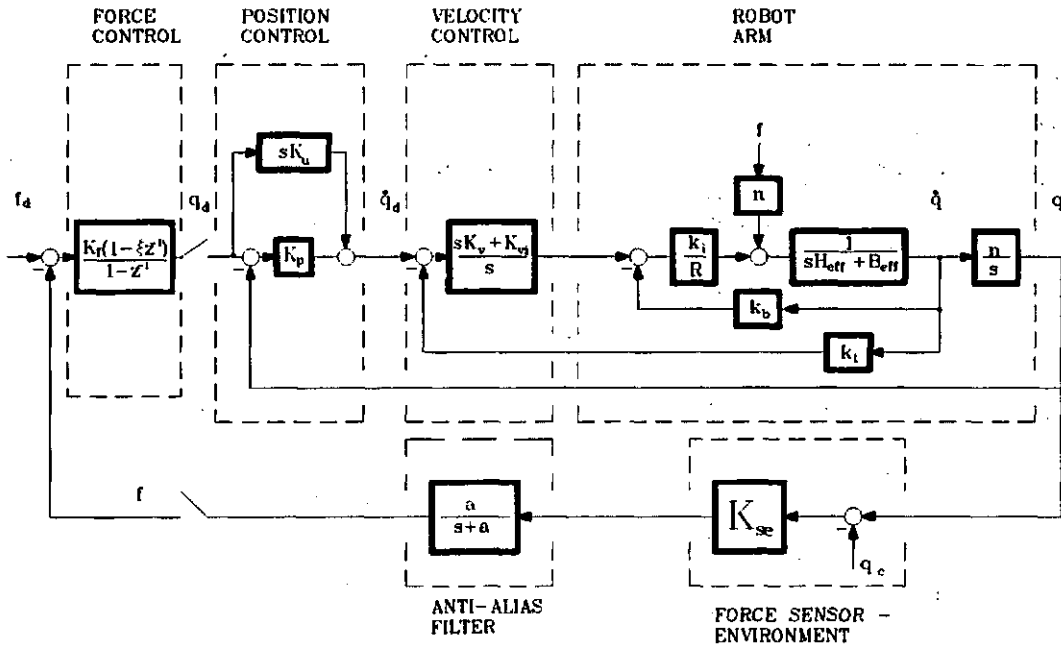 FORCE
CONTROL
POSITION
CONTROL
VELOCITY
CONTROL
ROBOT
ARM
sK_u
f
n
f_d
K_f(1-ξz^-1)
1-z^-1
q_d
K_p
q̊_d
sK_v + K_vi
s
k_i
R
1
sH_eff + B_eff
q̊
n
s
q
k_b
k_t
f
a
s+a
K_se
q_e
ANTI-ALIAS
FILTER
FORCE SENSOR -
ENVIRONMENT